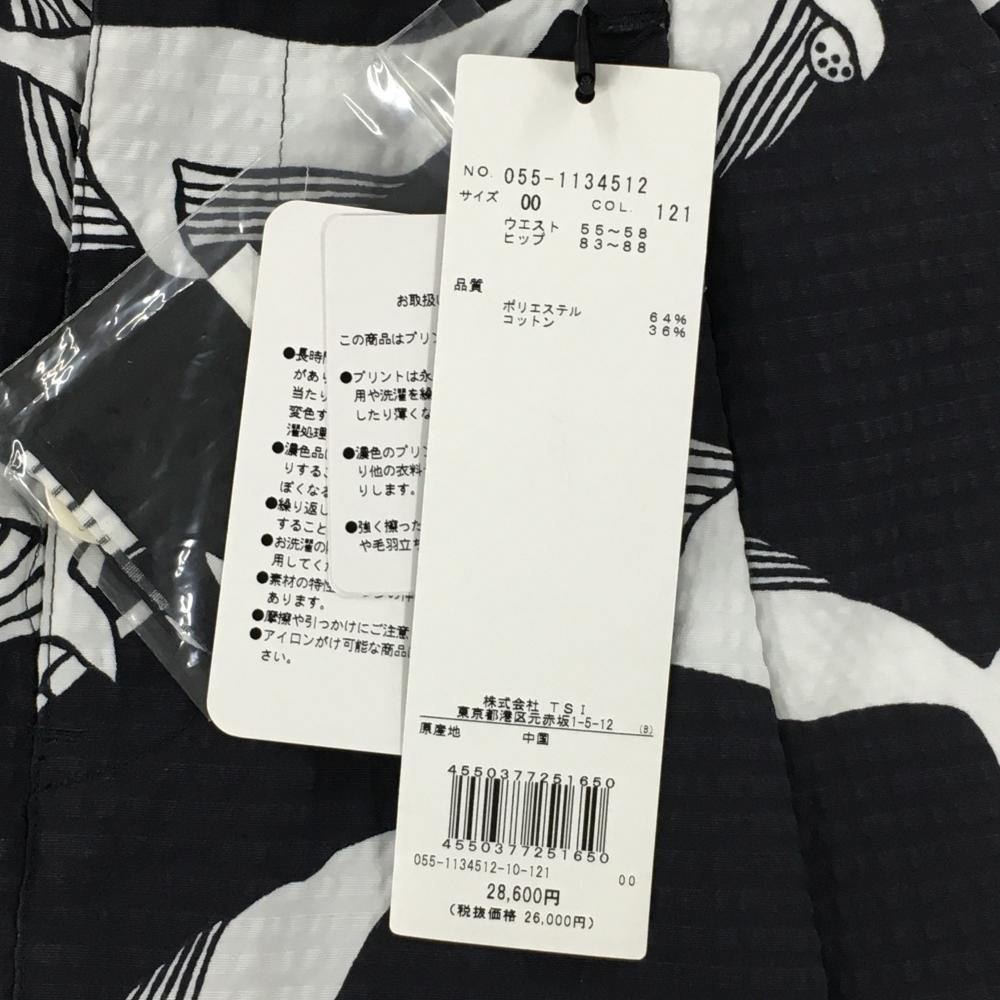 NO. 055-1134512
サイズ 00 COL. 121
ウエスト 55～58
ヒップ 83～88
品質
ポリエステル 64%
コットン 36%
株式会社 TSI
東京都港区元赤坂1-5-12 (B)
原産地 中国
4550377251650
4550377251650
055-1134512-10-121 00
28,600円
(税抜価格 26,000円)
お取扱い
この商品はプリン
●プリントは永
用や洗濯を繰
したり薄くな
●濃色のプリン
り他の衣料
りします。
●強く擦った
や毛羽立ち
●長時間
があり
当たり
変色す
濯処理
●濃色品
りするこ
ぽくなる
●繰り返し
すること
●お洗濯の
用してく
●素材の特性
あります。
●摩擦や引っかけにご注意
●アイロンがけ可能な商品
さい。